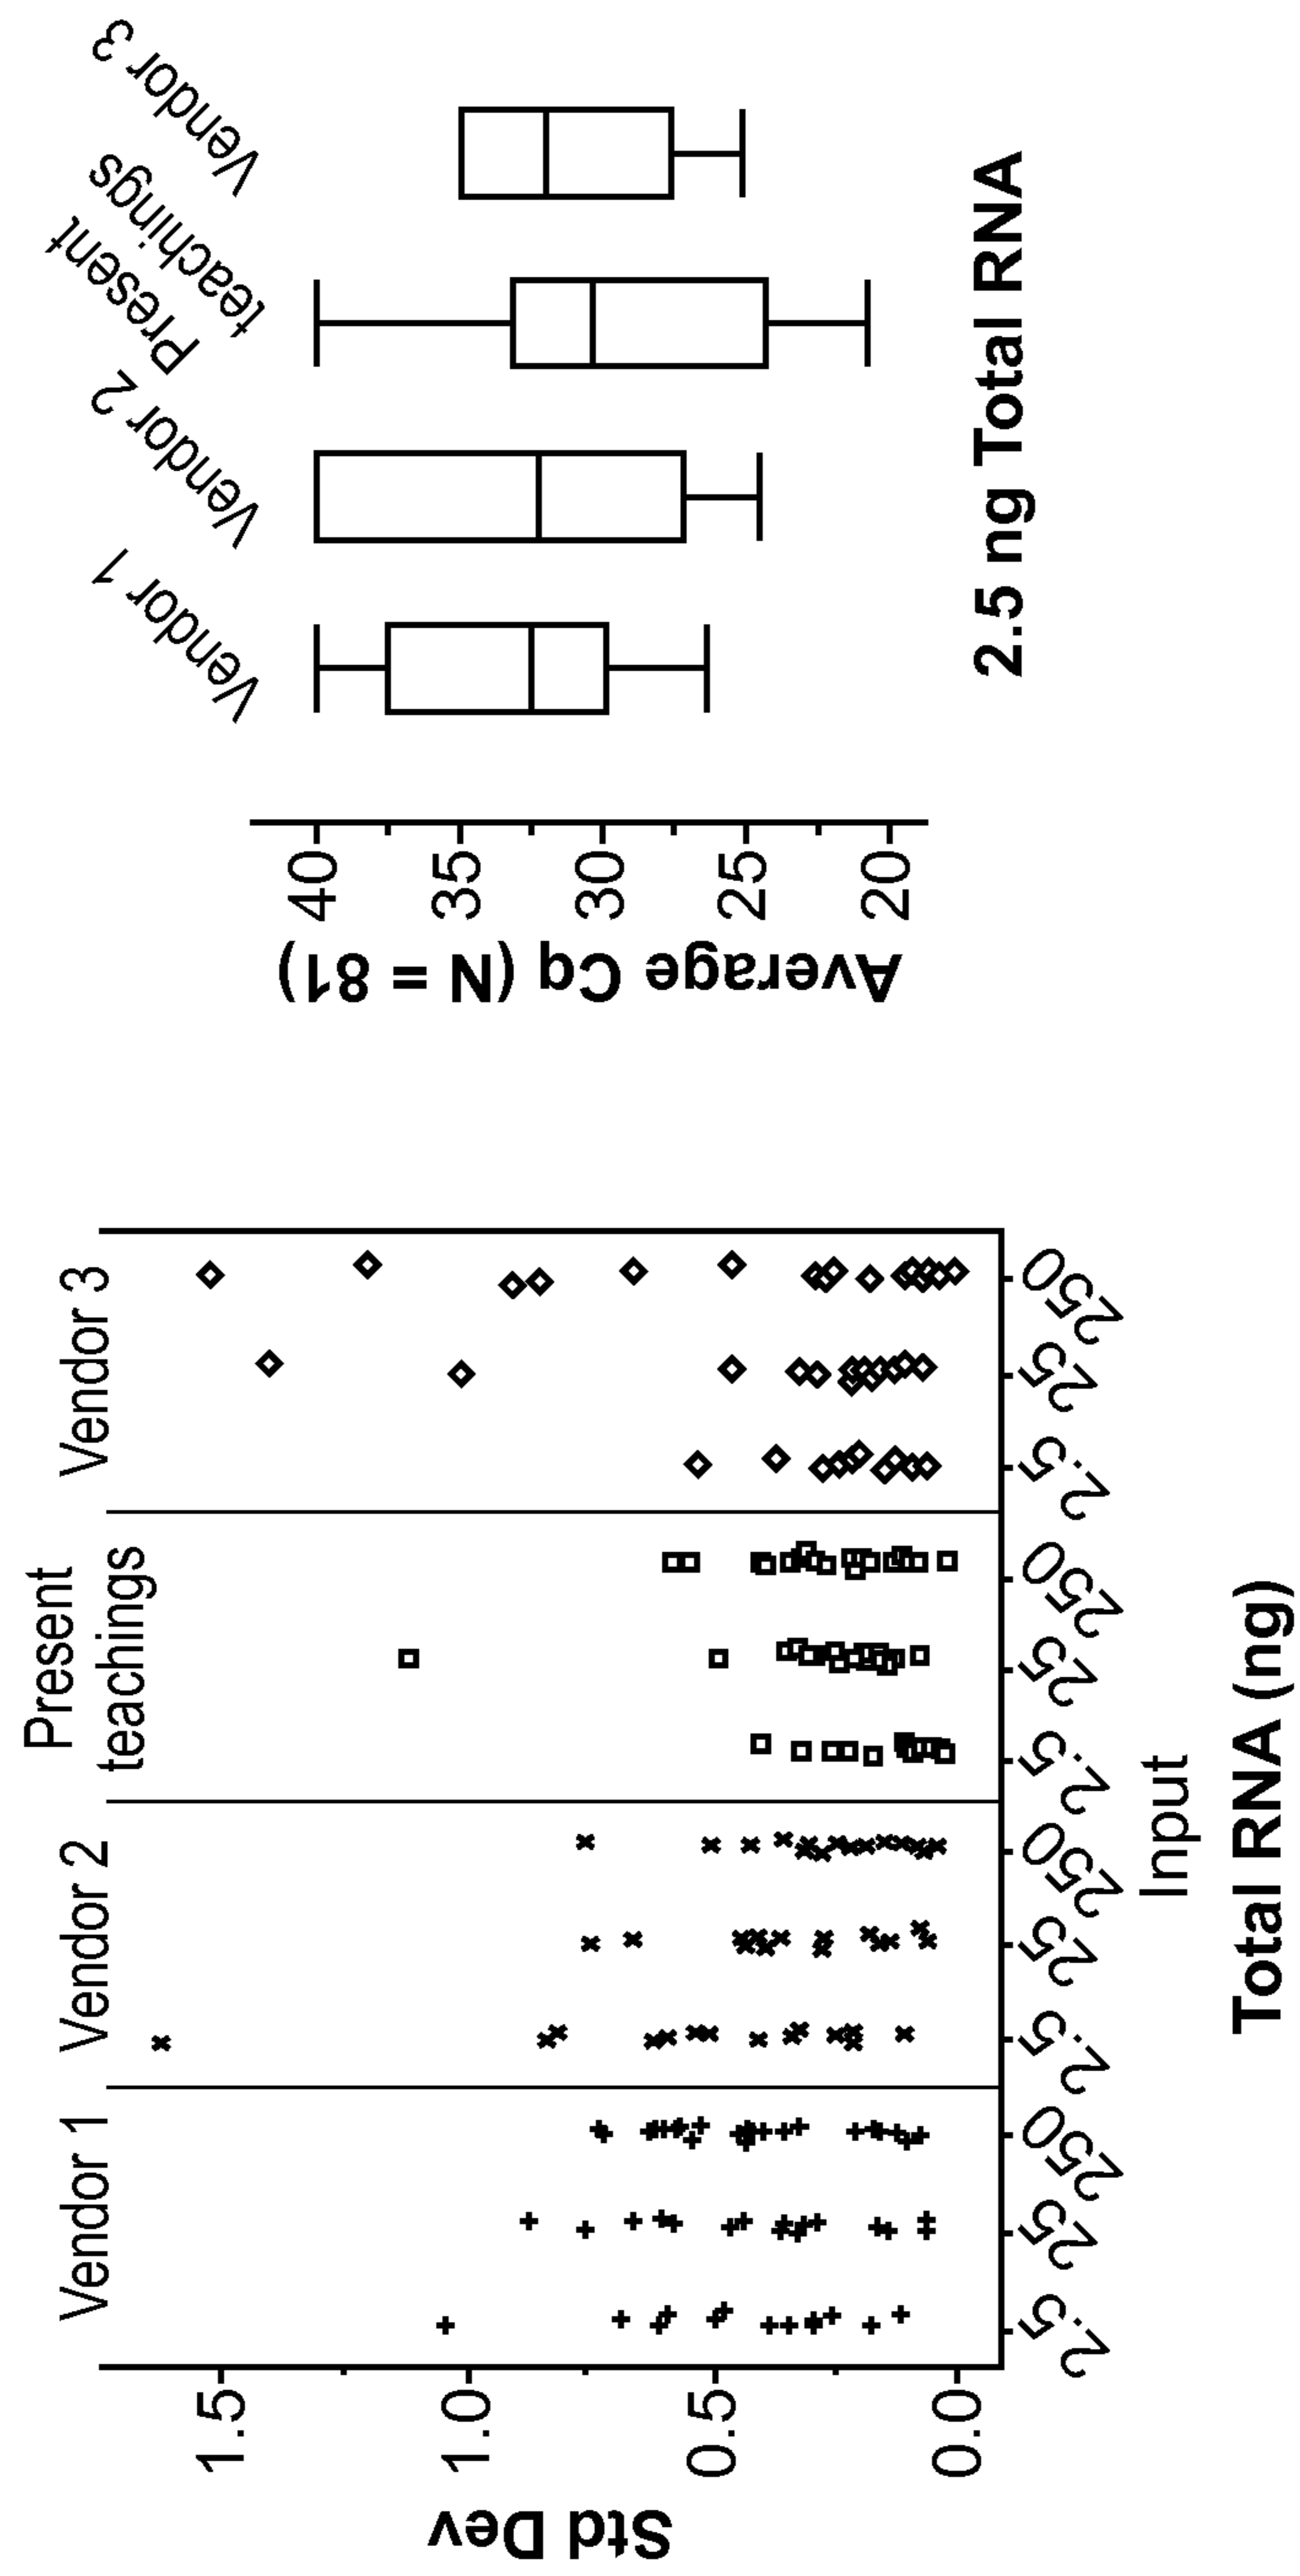 Vendor 1
Vendor 2
Present
teachings
Vendor 3
Std Dev
1.5
1.0
0.5
0.0
2.5
25
250
2.5
25
250
2.5
25
250
2.5
25
250
Input
Total RNA (ng)
Vendor 1
Vendor 2
Present
teachings
Vendor 3
Average Cq (N = 81)
40
35
30
25
20
2.5 ng Total RNA